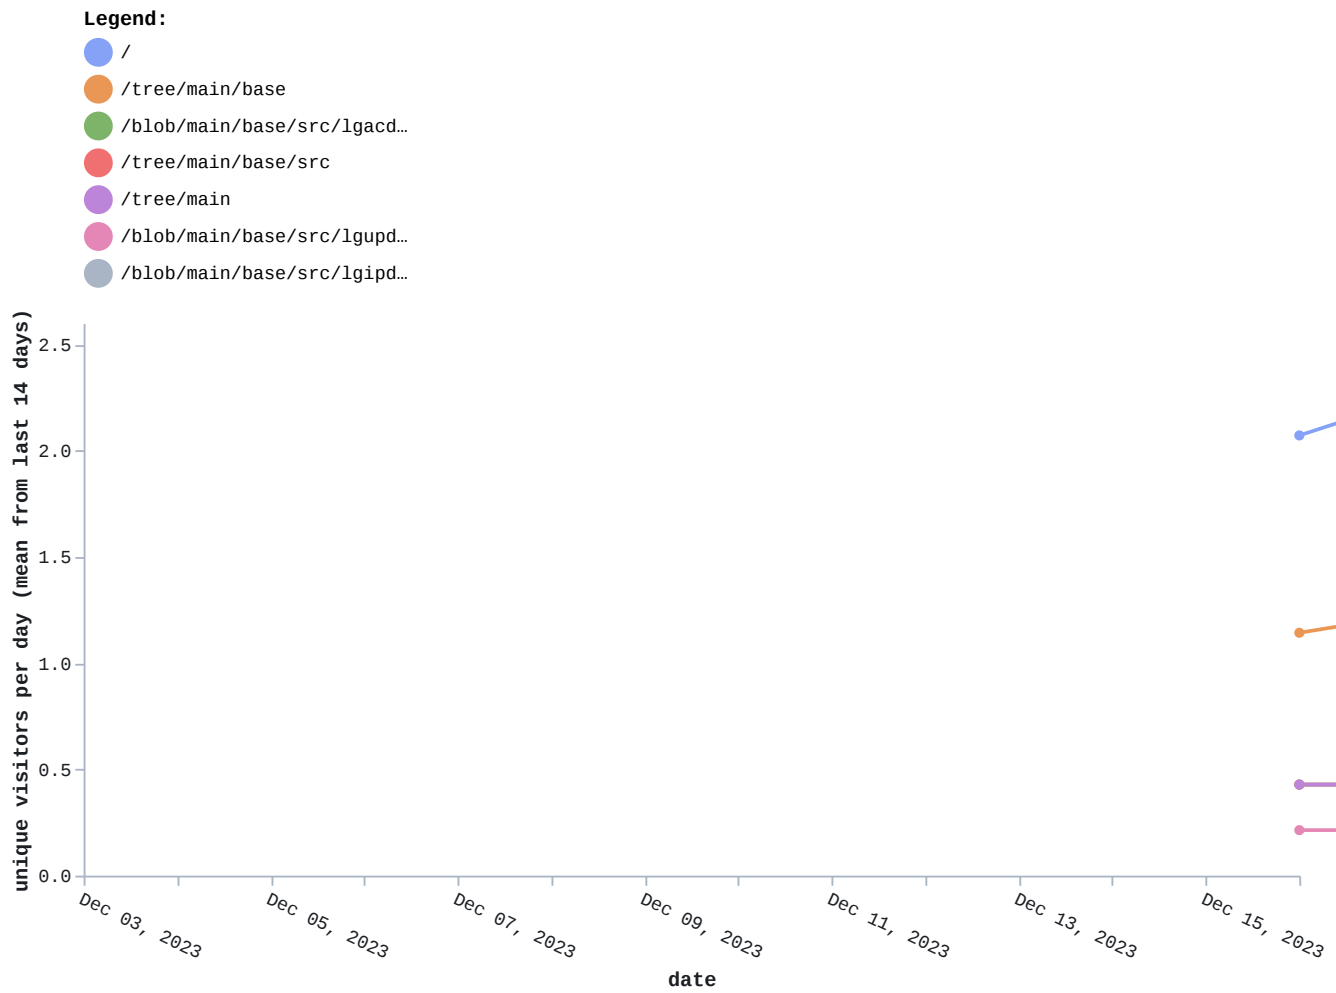 Legend:
/
/tree/main/base
/blob/main/base/src/lgacd…
/tree/main/base/src
/tree/main
/blob/main/base/src/lgupd…
/blob/main/base/src/lgipd…
unique visitors per day (mean from last 14 days)
2.5
2.0
1.5
1.0
0.5
0.0
Dec 03, 2023
Dec 05, 2023
Dec 07, 2023
Dec 09, 2023
Dec 11, 2023
Dec 13, 2023
Dec 15, 2023
date